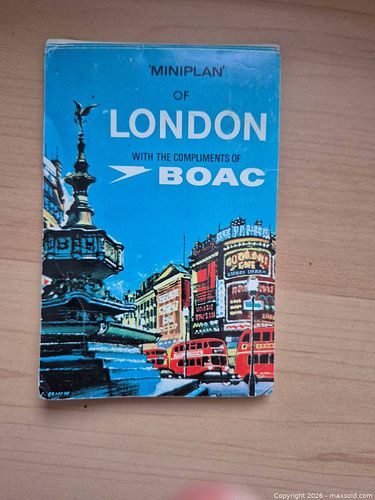 'MINIPLAN'
OF
LONDON
WITH THE COMPLIMENTS OF
BOAC
Copyright 2026 - maxsold.com